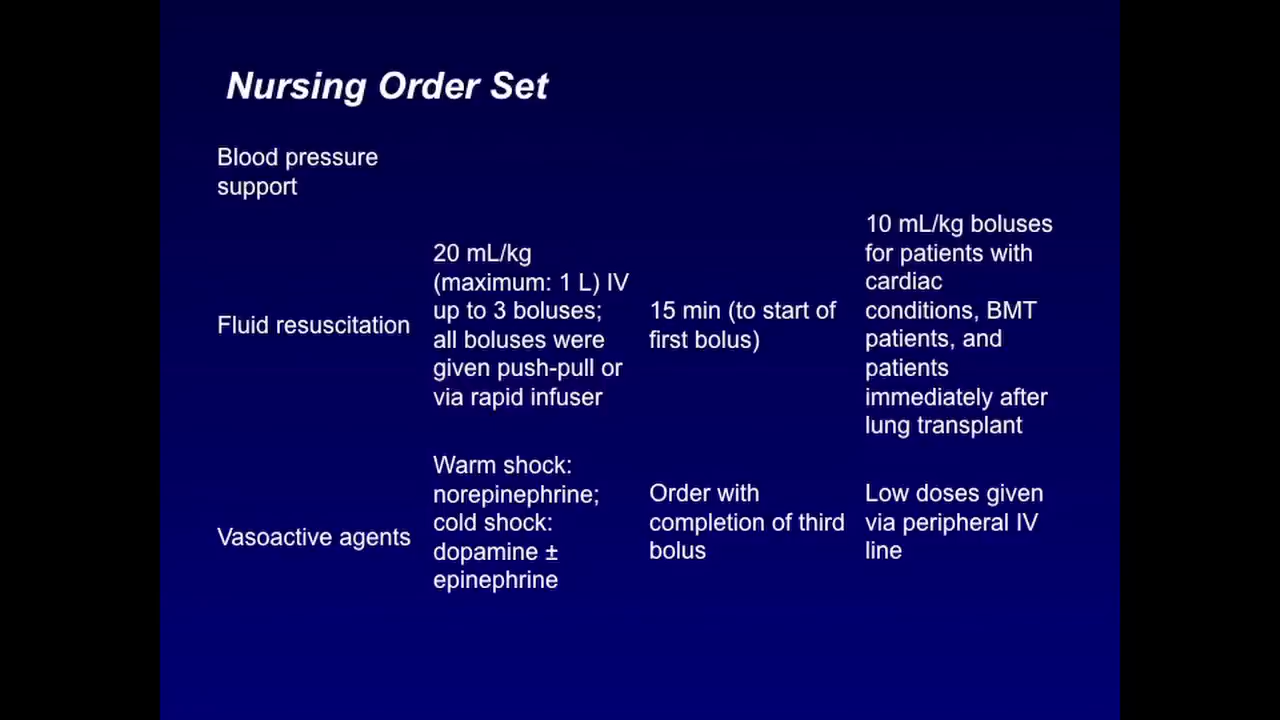 Nursing Order Set
Blood pressure
support
Fluid resuscitation
20 mL/kg
(maximum: 1 L) IV
up to 3 boluses;
all boluses were
given push-pull or
via rapid infuser
15 min (to start of
first bolus)
10 mL/kg boluses
for patients with
cardiac
conditions, BMT
patients, and
patients
immediately after
lung transplant
Vasoactive agents
Warm shock:
norepinephrine;
cold shock:
dopamine ±
epinephrine
Order with
completion of third
bolus
Low doses given
via peripheral IV
line